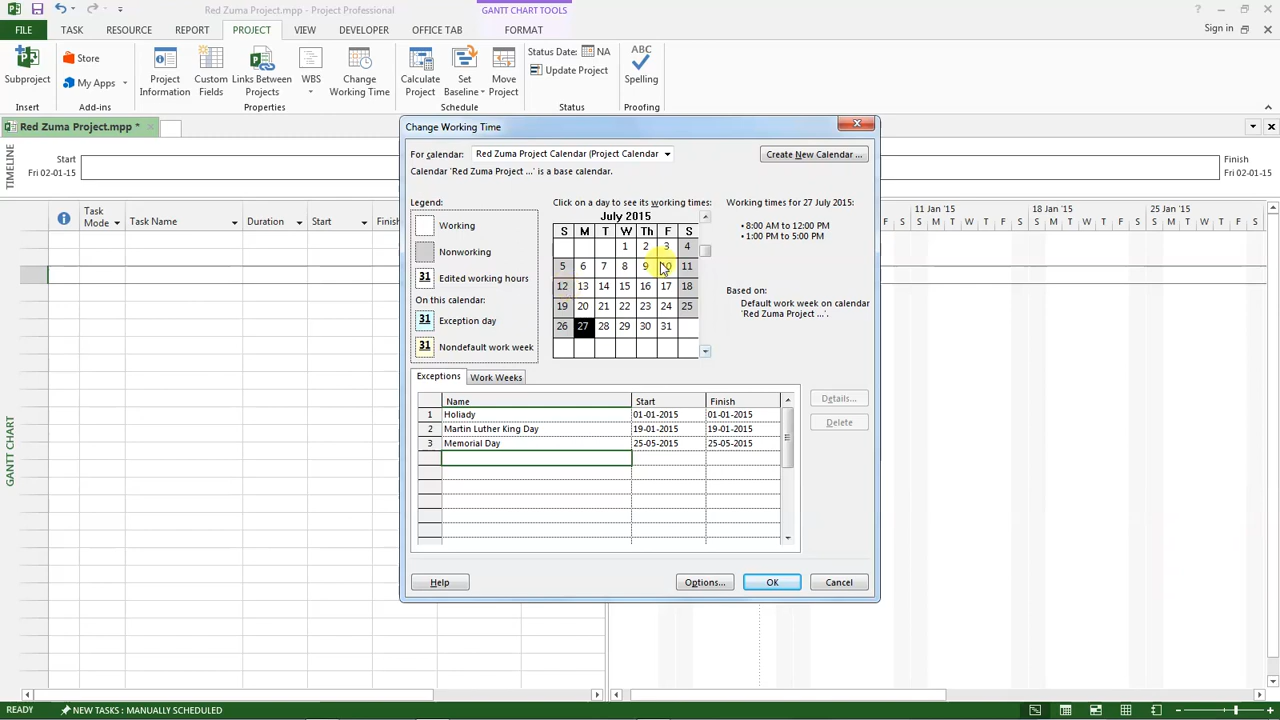 Red Zuma Project.mpp - Project Professional
GANTT CHART TOOLS
FILE TASK RESOURCE REPORT PROJECT VIEW DEVELOPER OFFICE TAB FORMAT Sign in
Subproject
Store
My Apps
Project Information
Custom Fields
Links Between Projects
WBS
Change Working Time
Calculate Project
Set Baseline
Move Project
Status Date: NA
Update Project
ABC
Spelling
Insert Add-ins Properties Schedule Status Proofing
Red Zuma Project.mpp *
TIMELINE
Start
Fri 02-01-15
Finish
Fri 02-01-15
Task Mode Task Name Duration Start Finish
11 Jan '15 18 Jan '15 25 Jan '15
S M T W T F S S M T W T F S S M T W T F S
GANTT CHART
Change Working Time
For calendar: Red Zuma Project Calendar (Project Calendar
Create New Calendar ...
Calendar 'Red Zuma Project ...' is a base calendar.
Legend:
Working
Nonworking
31 Edited working hours
On this calendar:
31 Exception day
31 Nondefault work week
Click on a day to see its working times:
July 2015
S M T W Th F S
1 2 3 4
5 6 7 8 9 10 11
12 13 14 15 16 17 18
19 20 21 22 23 24 25
26 27 28 29 30 31
Working times for 27 July 2015:
• 8:00 AM to 12:00 PM
• 1:00 PM to 5:00 PM
Based on:
Default work week on calendar
'Red Zuma Project ...'.
Exceptions Work Weeks
Name Start Finish
1 Holiady 01-01-2015 01-01-2015
2 Martin Luther King Day 19-01-2015 19-01-2015
3 Memorial Day 25-05-2015 25-05-2015
Details...
Delete
Help Options... OK Cancel
READY NEW TASKS : MANUALLY SCHEDULED